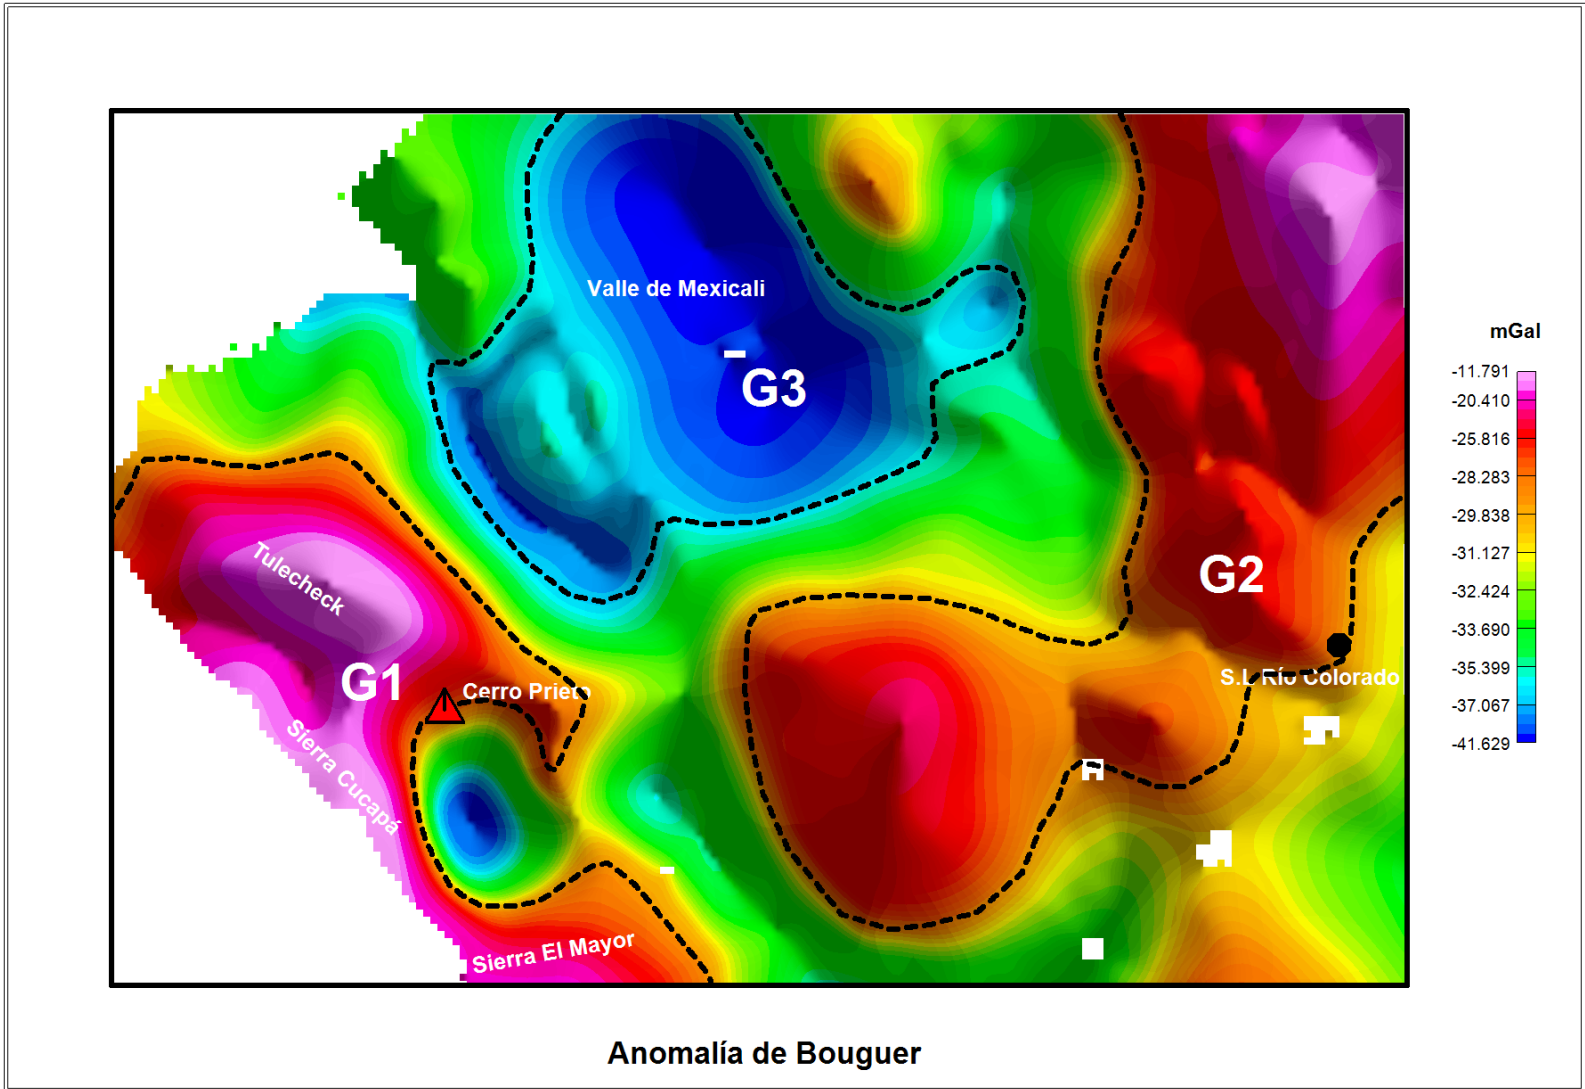 Valle de Mexicali
G3
mGal
-11.791
-20.410
-25.816
-28.283
-29.838
-31.127
-32.424
-33.690
-35.399
-37.067
-41.629
Tulecheck
G2
G1
Cerro Prieto
S.L Río Colorado
Sierra Cucapá
Sierra El Mayor
Anomalía de Bouguer